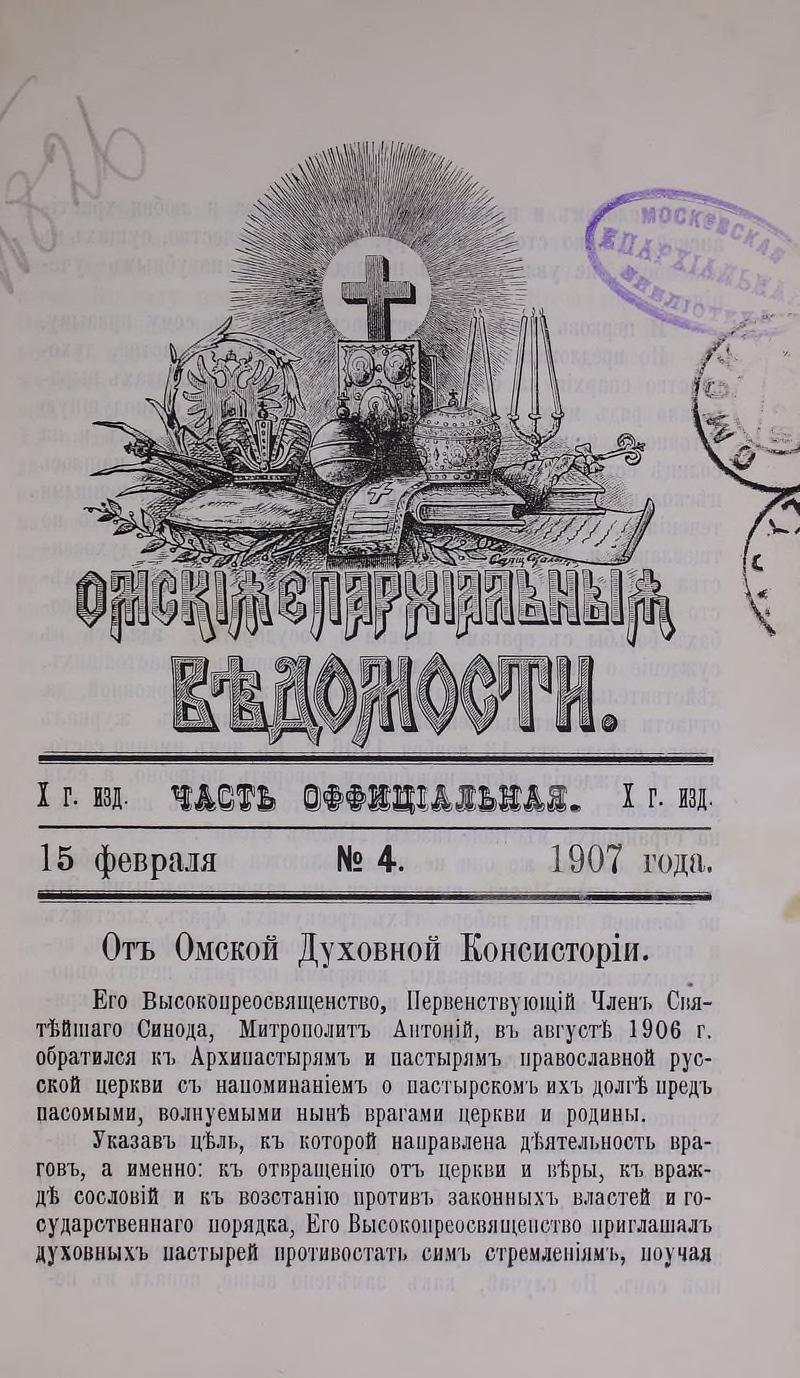 МОСКОВСКАЯ
ЕПАРХІАЛЬНАЯ
БИБЛІОТЕКА
ОМСКІЯ ЕПАРХІАЛЬНЫЯ
ВѢДОМОСТИ.
I г. изд. ЧАСТЬ ОФФИЦІАЛЬНАЯ. I г. изд.
15 февраля № 4. 1907 года.
Отъ Омской Духовной Консисторіи.
Его Высокопреосвященство, Первенствующій Членъ Свя-
тѣйшаго Синода, Митрополитъ Антоній, въ августѣ 1906 г.
обратился къ Архипастырямъ и пастырямъ православной рус-
ской церкви съ напоминаніемъ о пастырскомъ ихъ долгѣ предъ
пасомыми, волнуемыми нынѣ врагами церкви и родины.
Указавъ цѣль, къ которой направлена дѣятельность вра-
говъ, а именно: къ отвращенію отъ церкви и вѣры, къ враж-
дѣ сословій и къ возстанію противъ законныхъ властей и го-
сударственнаго порядка, Его Высокопреосвященство приглашалъ
духовныхъ пастырей противостать симъ стремленіямъ, поучая